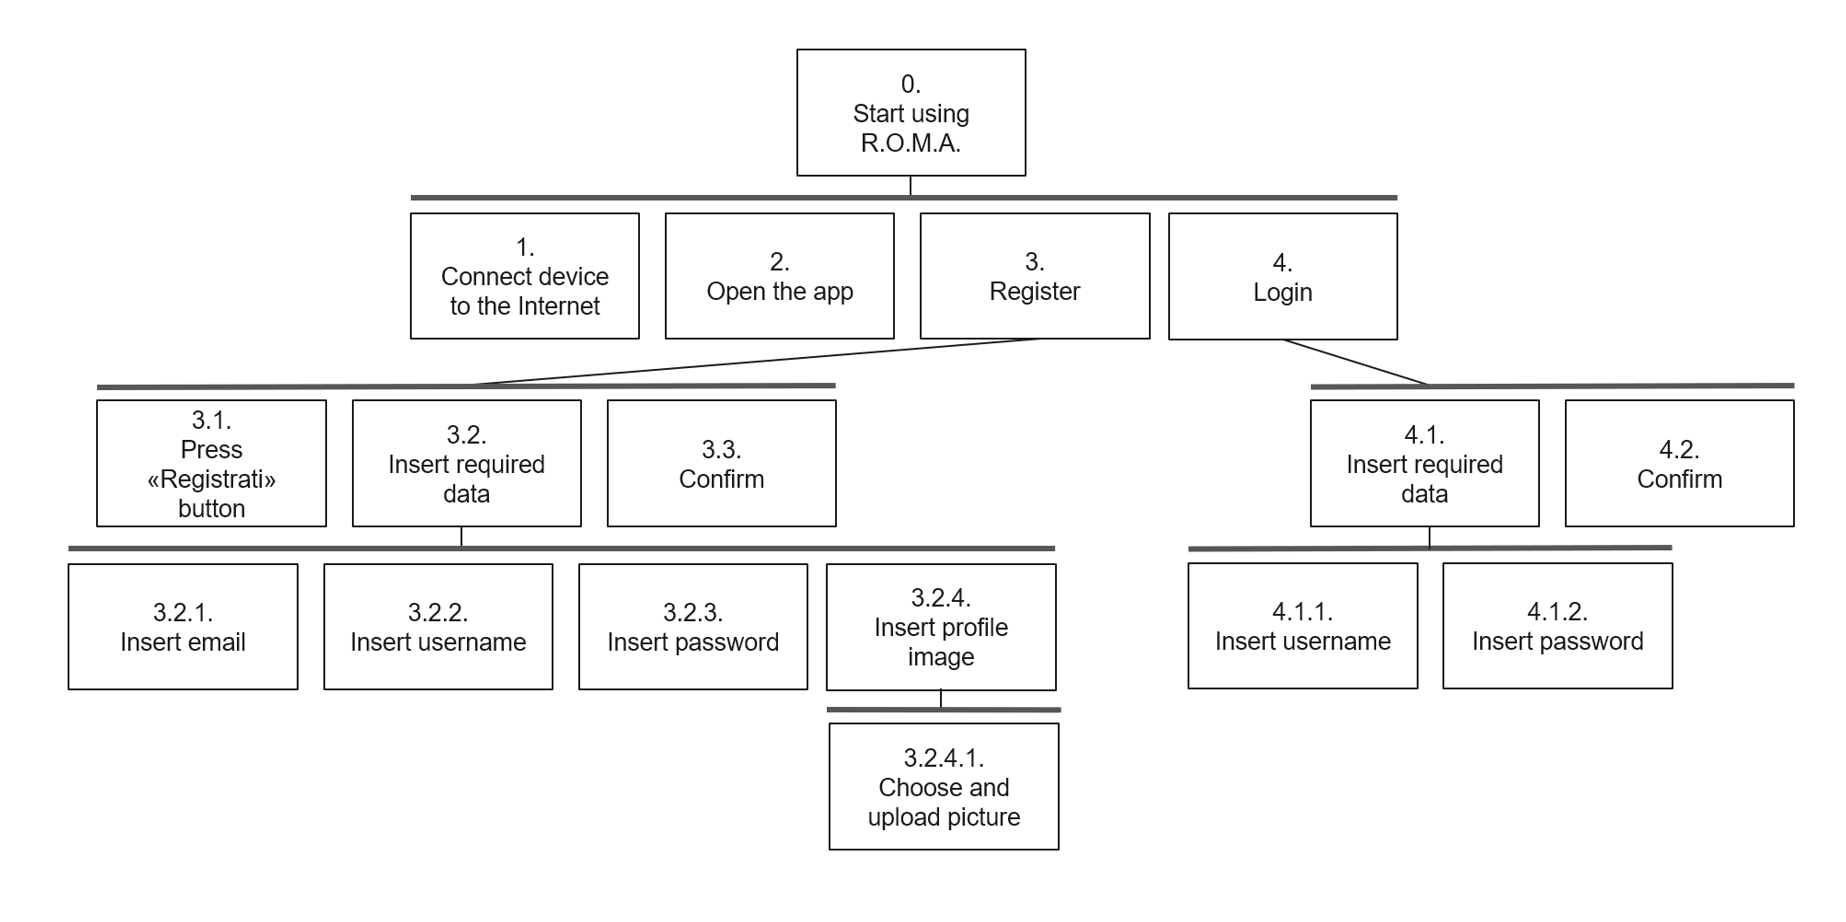 0.
Start using
R.O.M.A.
1.
Connect device
to the Internet
2.
Open the app
3.
Register
4.
Login
3.1.
Press
«Registrati»
button
3.2.
Insert required
data
3.3.
Confirm
4.1.
Insert required
data
4.2.
Confirm
3.2.1.
Insert email
3.2.2.
Insert username
3.2.3.
Insert password
3.2.4.
Insert profile
image
4.1.1.
Insert username
4.1.2.
Insert password
3.2.4.1.
Choose and
upload picture